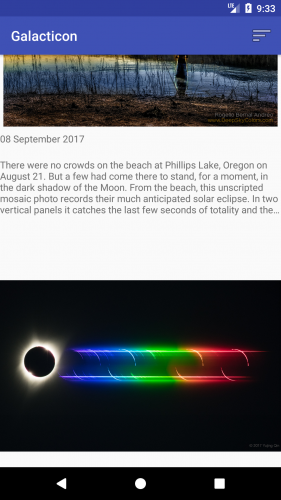 LTE 9:33
Galacticon
Rogelio Bernal Andreo
www.DeepSkyColors.com
08 September 2017
There were no crowds on the beach at Phillips Lake, Oregon on
August 21. But a few had come there to stand, for a moment, in
the dark shadow of the Moon. From the beach, this unscripted
mosaic photo records their much anticipated solar eclipse. In two
vertical panels it catches the last few seconds of totality and the...